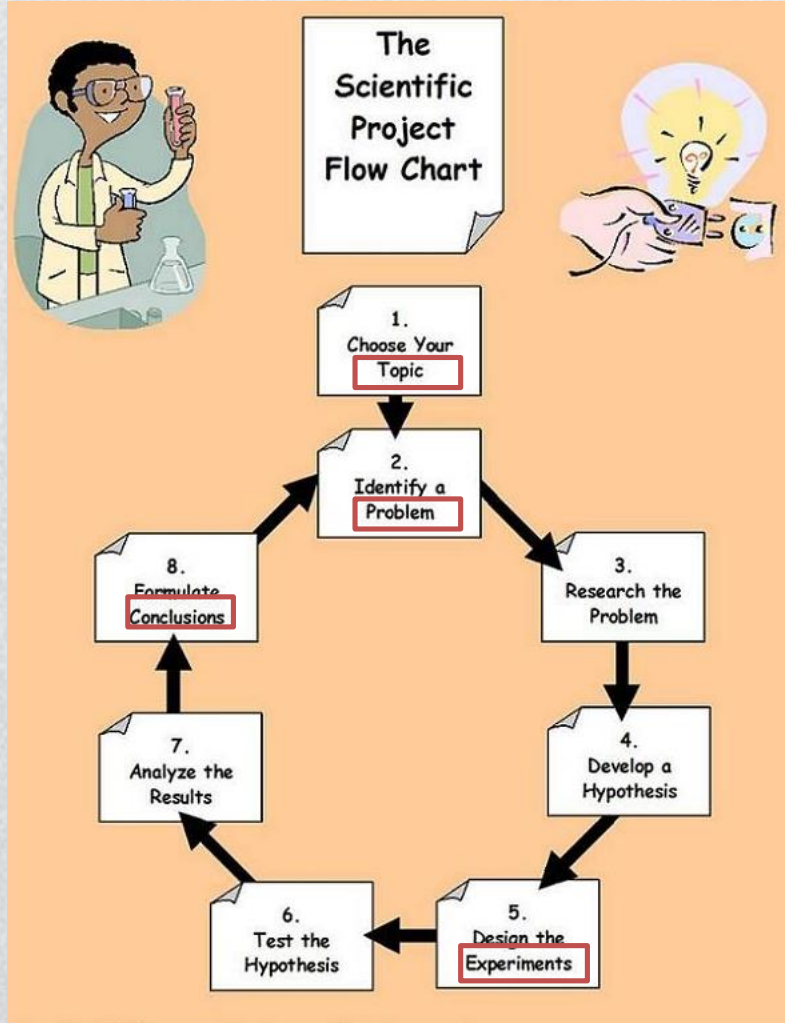 The
Scientific
Project
Flow Chart
1.
Choose Your
Topic
2.
Identify a
Problem
3.
Research the
Problem
4.
Develop a
Hypothesis
5.
Design the
Experiments
6.
Test the
Hypothesis
7.
Analyze the
Results
8.
Formulate
Conclusions